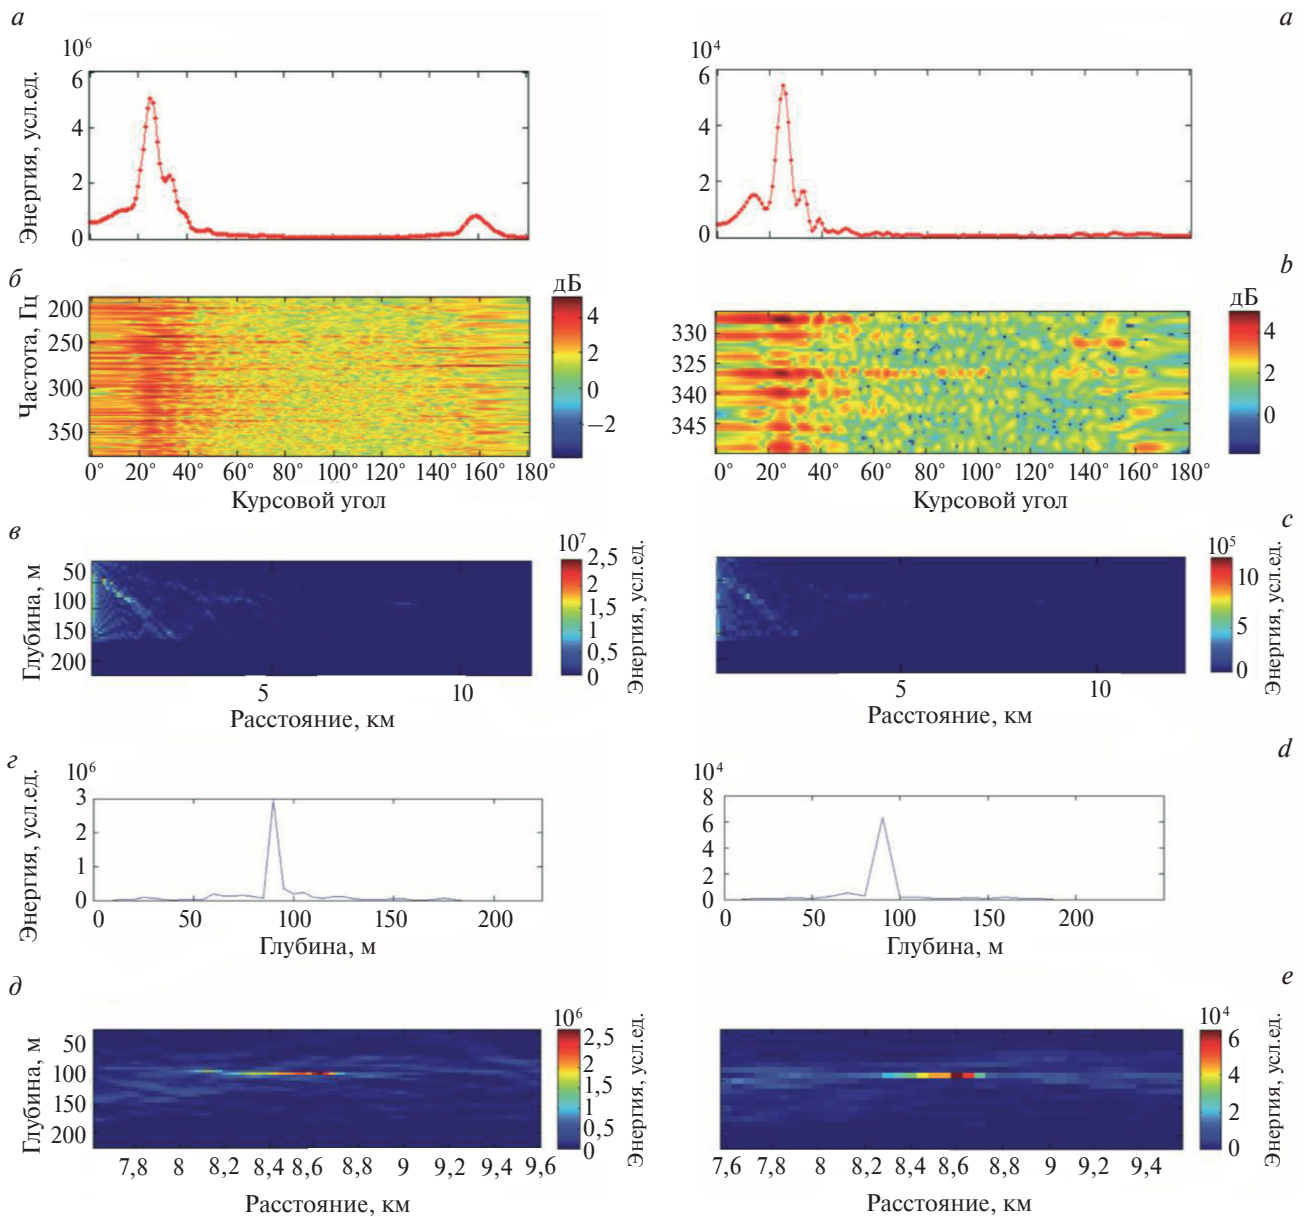 а
а
10⁶
10⁴
Энергия, усл.ед.
6
4
2
0
6
4
2
0
б
b
Частота, Гц
200
250
300
350
дБ
4
2
0
—2
330
325
340
345
дБ
4
2
0
0° 20° 40° 60° 80° 100° 120° 140° 160° 180°
Курсовой угол
0° 20° 40° 60° 80° 100° 120° 140° 160° 180°
Курсовой угол
в
с
Глубина, м
50
100
150
200
10⁷
2,5
2
1,5
1
0,5
0
Энергия, усл.ед.
10⁵
10
5
0
Энергия, усл.ед.
5 10
Расстояние, км
5 10
Расстояние, км
г
d
10⁶
10⁴
Энергия, усл.ед.
3
2
1
0
8
6
4
2
0
0 50 100 150 200
Глубина, м
0 50 100 150 200
Глубина, м
д
е
Глубина, м
50
100
150
200
10⁶
2,5
2
1,5
1
0,5
0
Энергия, усл.ед.
10⁴
6
4
2
0
Энергия, усл.ед.
7,8 8 8,2 8,4 8,6 8,8 9 9,2 9,4 9,6
Расстояние, км
7,6 7,8 8 8,4 8,6 8,8 9 9,2 9,4
Расстояние, км